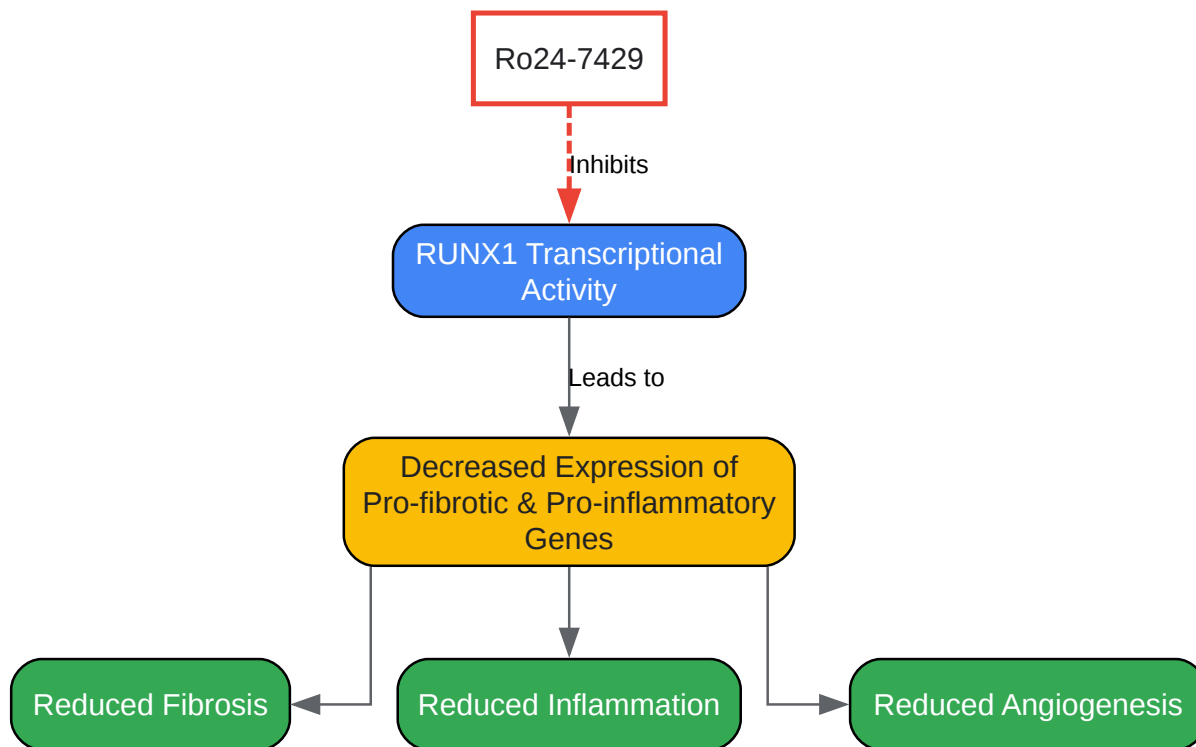 Ro24-7429
Inhibits
RUNX1 Transcriptional
Activity
Leads to
Decreased Expression of
Pro-fibrotic & Pro-inflammatory
Genes
Reduced Fibrosis
Reduced Inflammation
Reduced Angiogenesis